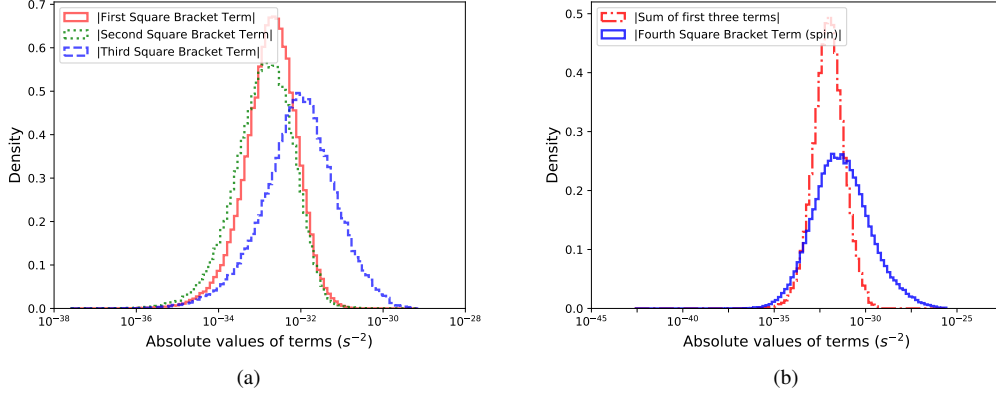 0.7
0.6
0.5
0.4
0.3
0.2
0.1
0.0
Density
|First Square Bracket Term|
|Second Square Bracket Term|
|Third Square Bracket Term|
10⁻³⁸
10⁻³⁶
10⁻³⁴
10⁻³²
10⁻³⁰
10⁻²⁸
Absolute values of terms (s⁻²)
(a)
0.5
0.4
0.3
0.2
0.1
0.0
Density
|Sum of first three terms|
|Fourth Square Bracket Term (spin)|
10⁻⁴⁵
10⁻⁴⁰
10⁻³⁵
10⁻³⁰
10⁻²⁵
Absolute values of terms (s⁻²)
(b)